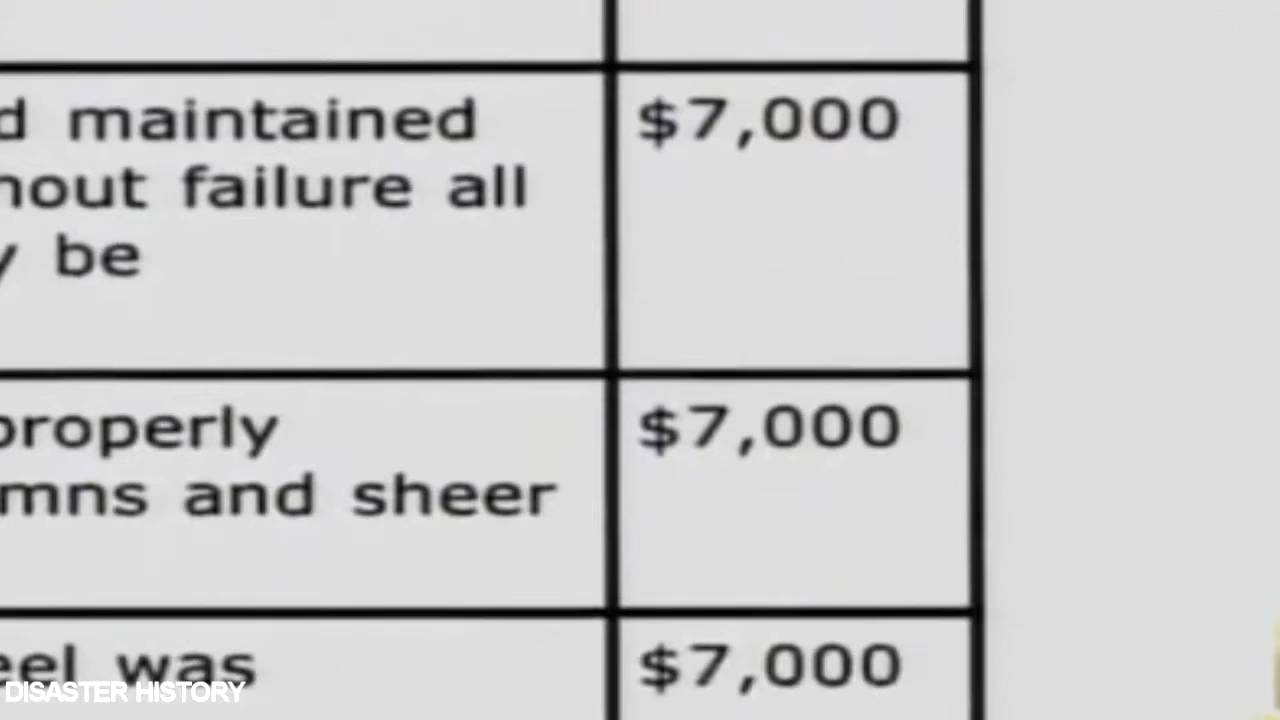 d maintained $7,000
hout failure all
y be
properly $7,000
mns and sheer
eel was $7,000
DISASTER HISTORY